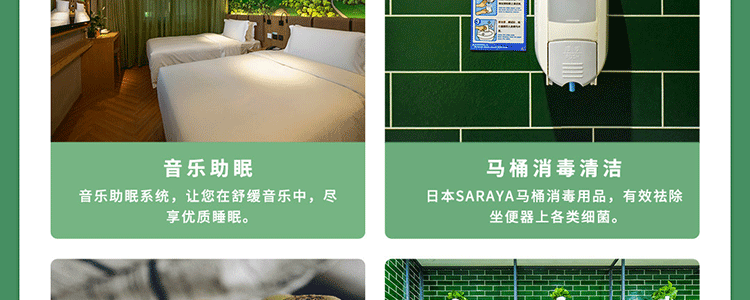 音乐助眠
音乐助眠系统，让您在舒缓音乐中，尽
享优质睡眠。
马桶消毒清洁
日本SARAYA马桶消毒用品，有效祛除
坐便器上各类细菌。